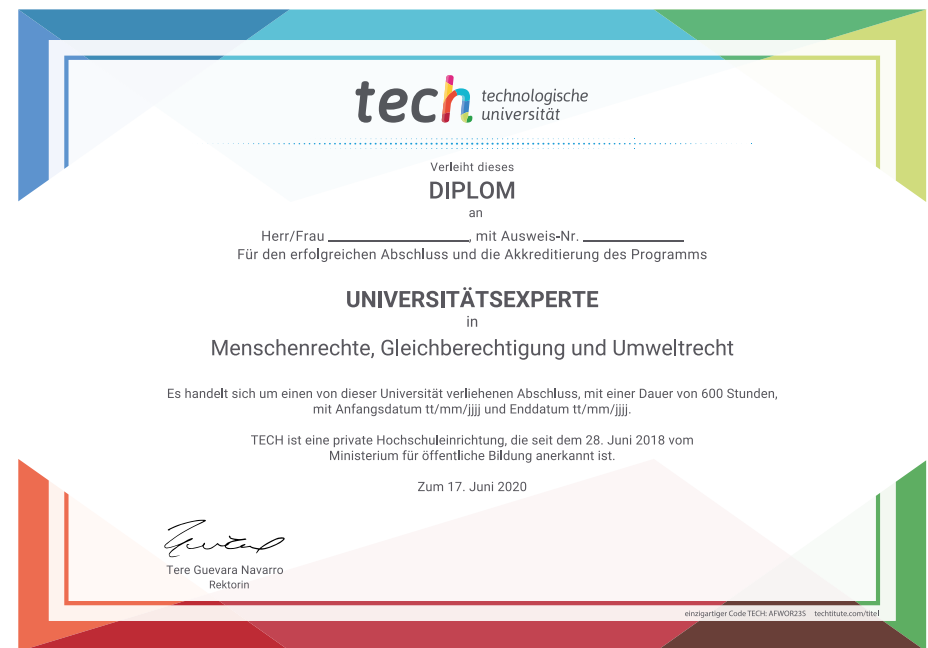 tech technologische
universität
Verleiht dieses
DIPLOM
an
Herr/Frau ____________________, mit Ausweis-Nr. ______________
Für den erfolgreichen Abschluss und die Akkreditierung des Programms
UNIVERSITÄTSEXPERTE
in
Menschenrechte, Gleichberechtigung und Umweltrecht
Es handelt sich um einen von dieser Universität verliehenen Abschluss, mit einer Dauer von 600 Stunden,
mit Anfangsdatum tt/mm/jjjj und Enddatum tt/mm/jjjj.
TECH ist eine private Hochschuleinrichtung, die seit dem 28. Juni 2018 vom
Ministerium für öffentliche Bildung anerkannt ist.
Zum 17. Juni 2020
Tere Guevara Navarro
Rektorin
einzigartiger Code TECH: AFWOR23S techtitute.com/titel